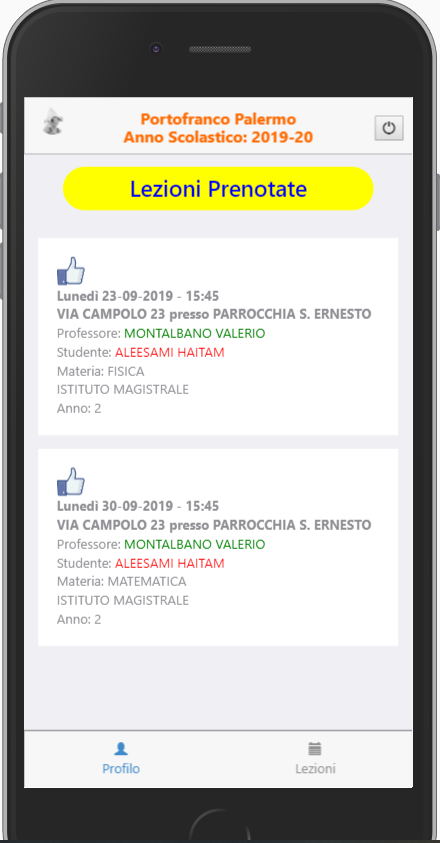 Portofranco Palermo
Anno Scolastico: 2019-20
Lezioni Prenotate
Lunedì 23-09-2019 - 15:45
VIA CAMPOLO 23 presso PARROCCHIA S. ERNESTO
Professore: MONTALBANO VALERIO
Studente: ALEESAMI HAITAM
Materia: FISICA
ISTITUTO MAGISTRALE
Anno: 2
Lunedì 30-09-2019 - 15:45
VIA CAMPOLO 23 presso PARROCCHIA S. ERNESTO
Professore: MONTALBANO VALERIO
Studente: ALEESAMI HAITAM
Materia: MATEMATICA
ISTITUTO MAGISTRALE
Anno: 2
Profilo
Lezioni